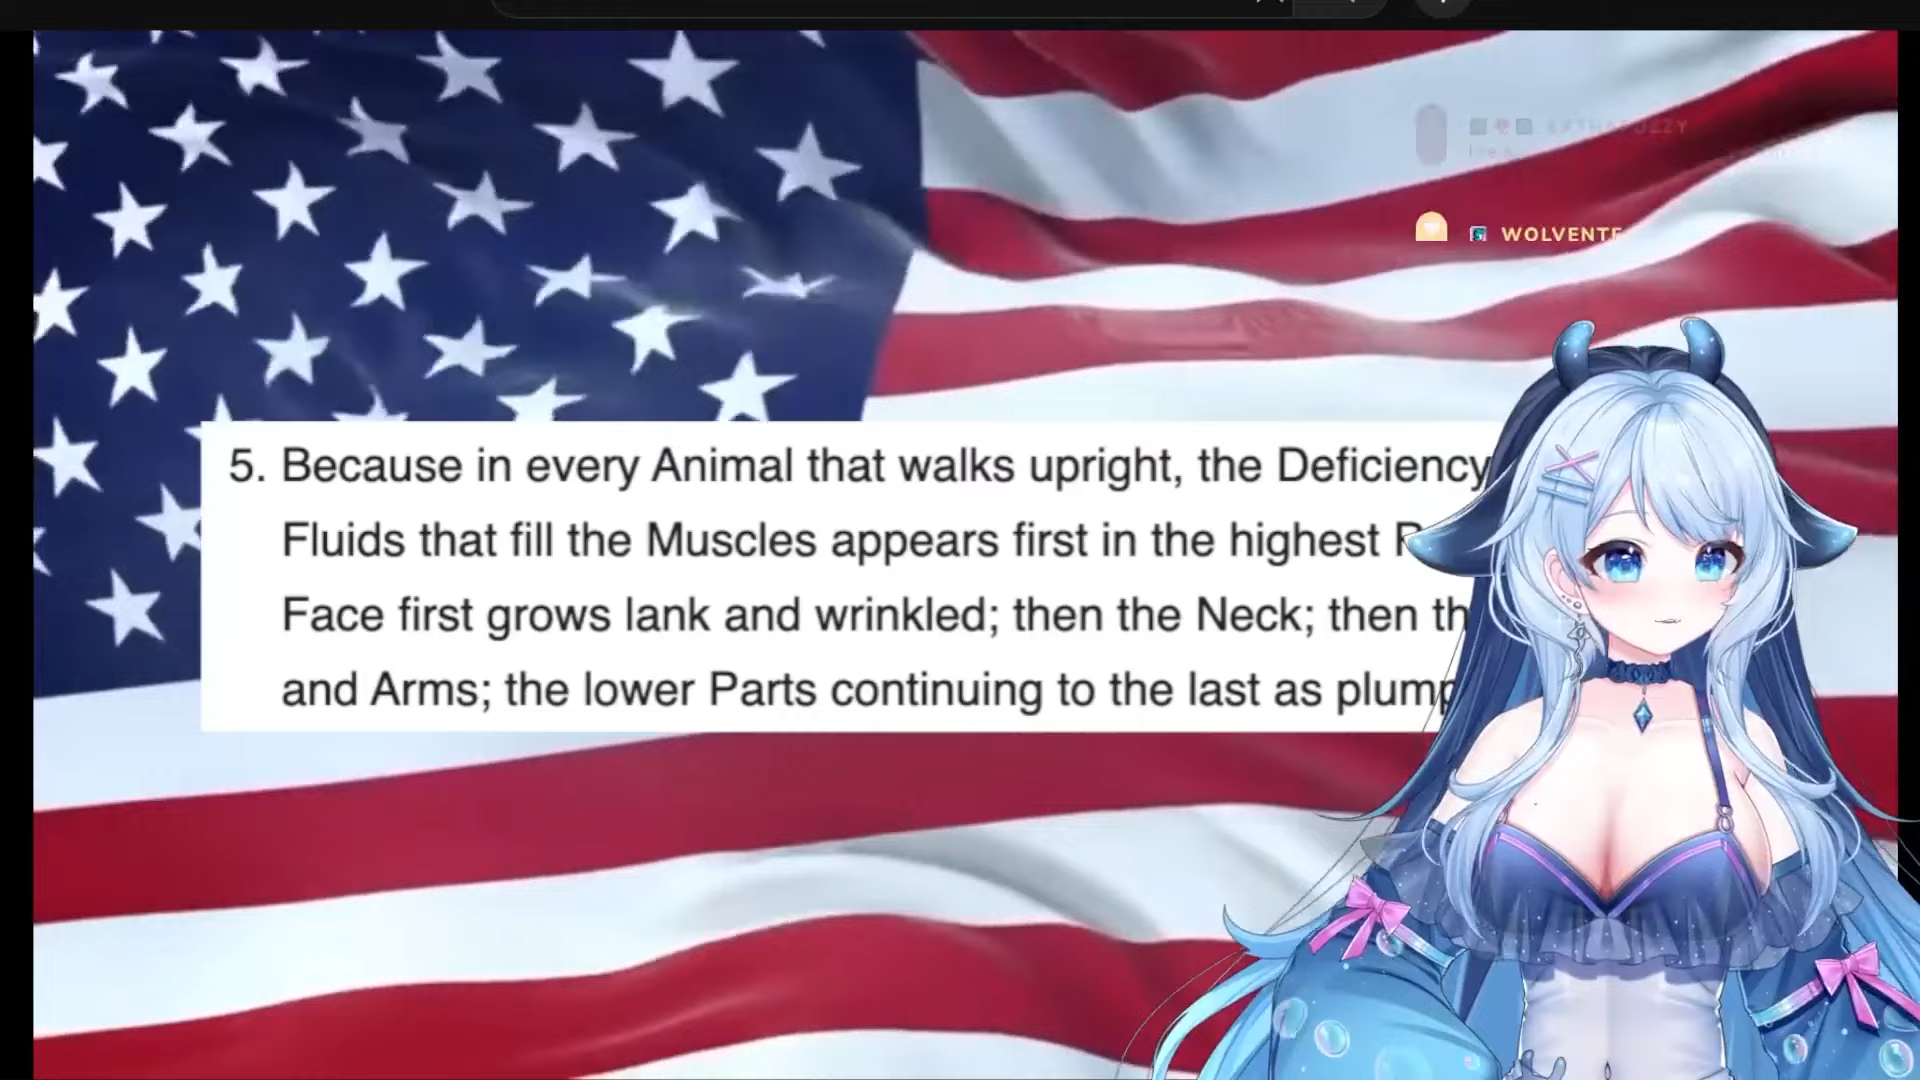 WOLVENTE
5. Because in every Animal that walks upright, the Deficiency
Fluids that fill the Muscles appears first in the highest
Face first grows lank and wrinkled; then the Neck; then
and Arms; the lower Parts continuing to the last as plump